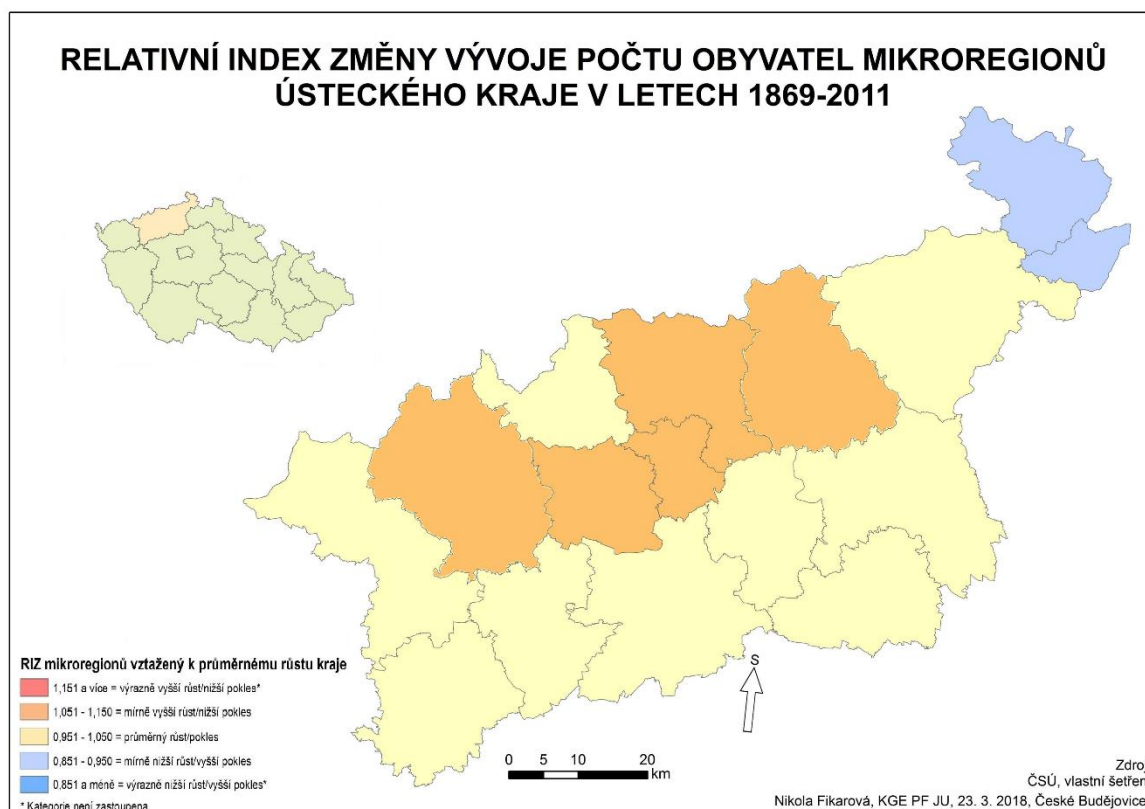 RELATIVNÍ INDEX ZMĚNY VÝVOJE POČTU OBYVATEL MIKROREGIONŮ
ÚSTECKÉHO KRAJE V LETECH 1869-2011
RIZ mikroregionů vztažený k průměrnému růstu kraje
1,151 a více = výrazně vyšší růst/nižší pokles*
1,051 - 1,150 = mírně vyšší růst/nižší pokles
0,951 - 1,050 = průměrný růst/pokles
0,851 - 0,950 = mírně nižší růst/vyšší pokles
0,851 a méně = výrazně nižší růst/vyšší pokles*
* Kategorie není zastoupena
S
0 5 10 20
km
Zdroj
ČSÚ, vlastní šetřen
Nikola Fikarová, KGE PF JU, 23. 3. 2018, České Budějovice